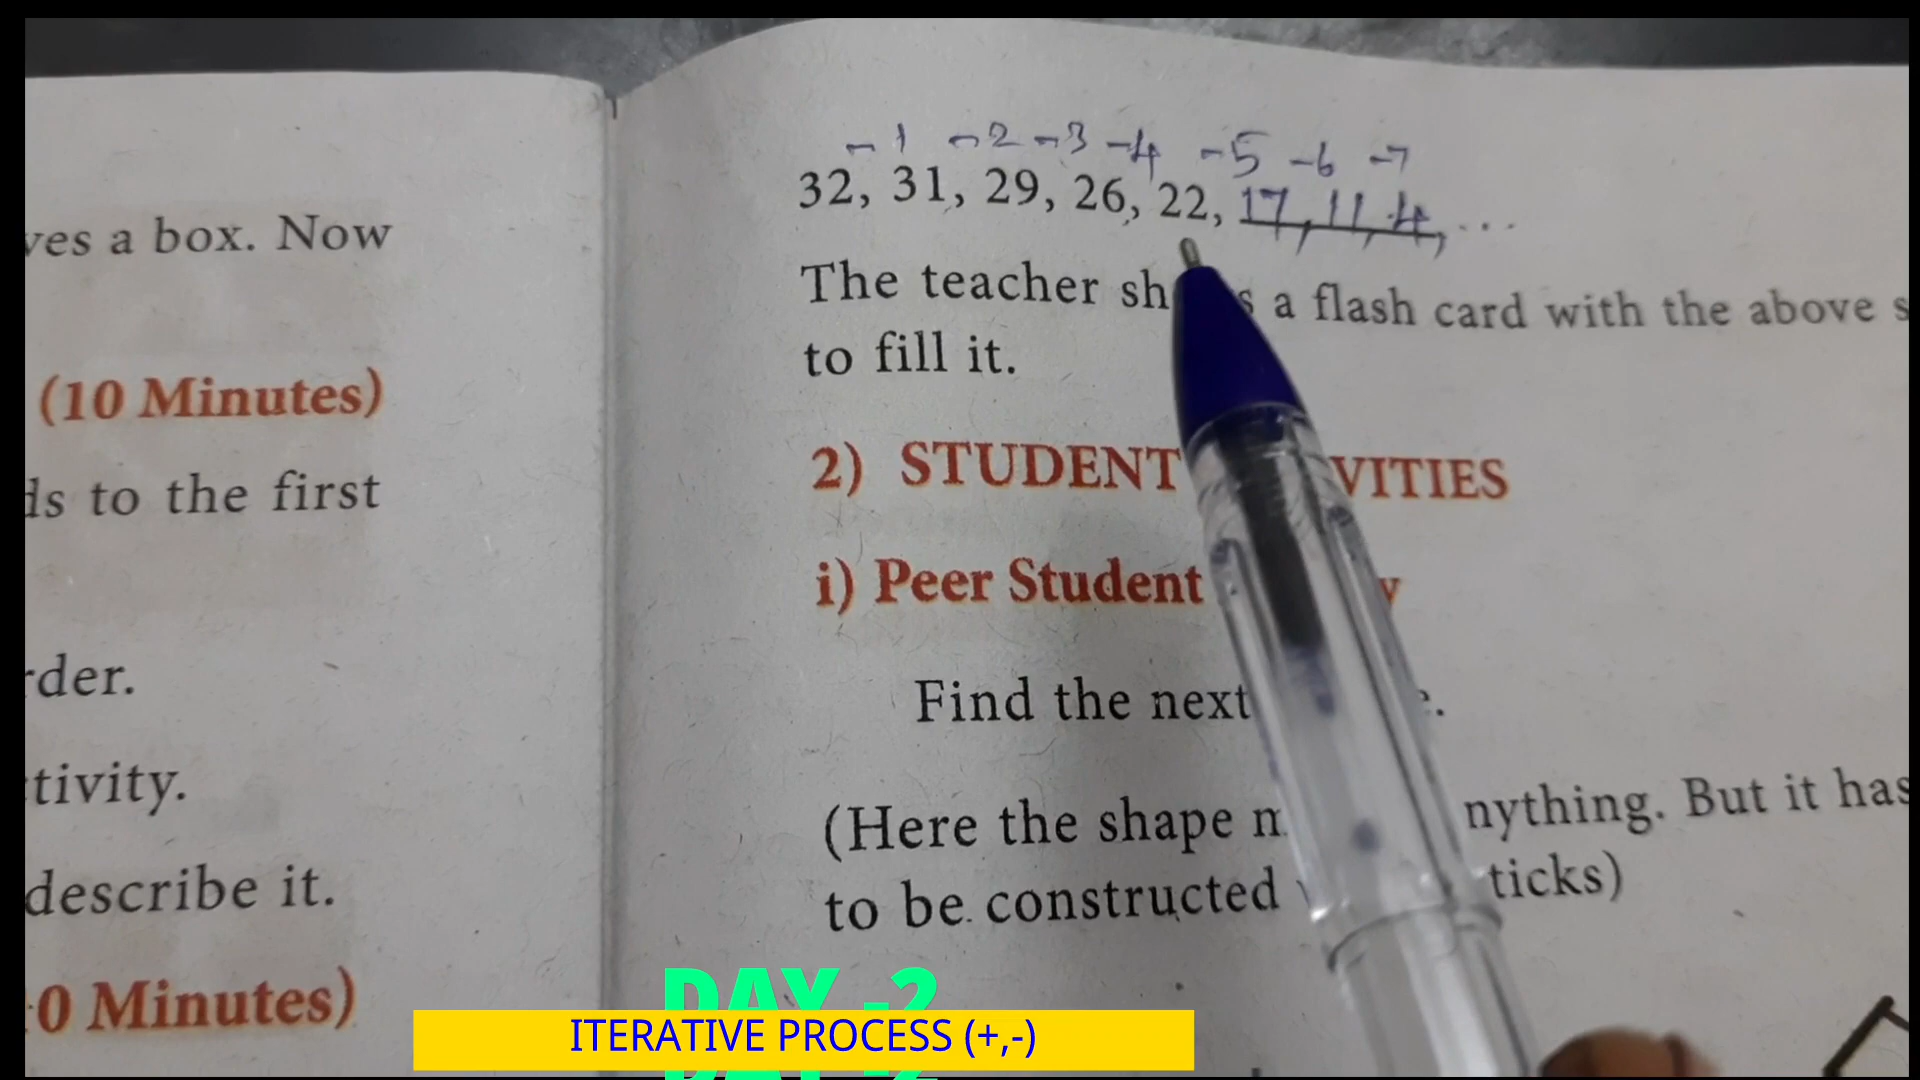 ves a box. Now
(10 Minutes)
ds to the first
rder.
tivity.
describe it.
0 Minutes)
-1 -2 -3 -4 -5 -6 -7
32, 31, 29, 26, 22, 17, 11, 4, ...
The teacher sh s a flash card with the above s
to fill it.
2) STUDENT VITIES
i) Peer Student y
Find the next e.
(Here the shape m nything. But it has
to be constructed ticks)
DAY -2
ITERATIVE PROCESS (+,-)
DAY -2